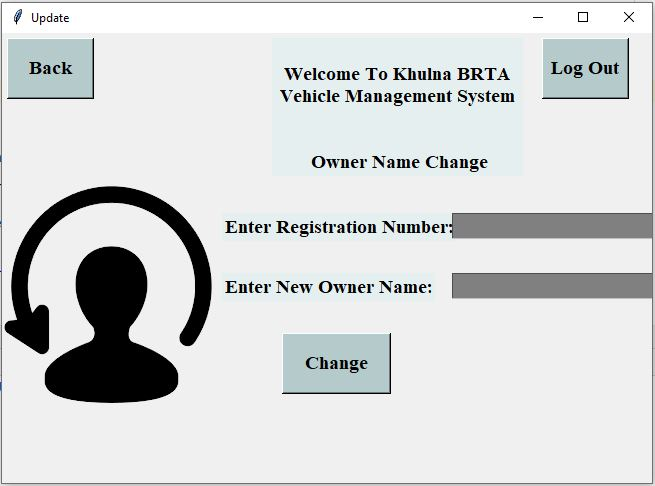 Update
Back
Welcome To Khulna BRTA
Vehicle Management System
Log Out
Owner Name Change
Enter Registration Number:
Enter New Owner Name:
Change